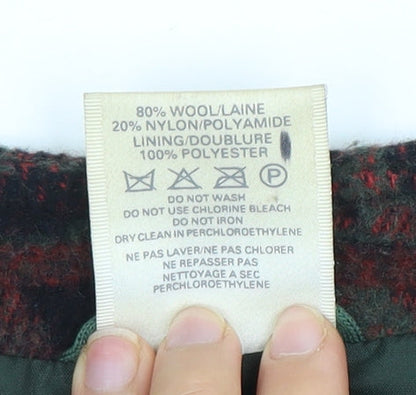 80% WOOL/LAINE
20% NYLON/POLYAMIDE
LINING/DOUBLURE
100% POLYESTER
P
DO NOT WASH
DO NOT USE CHLORINE BLEACH
DO NOT IRON
DRY CLEAN IN PERCHLOROETHYLENE
NE PAS LAVER/NE PAS CHLORER
NE REPASSER PAS
NETTOYAGE A SEC
PERCHLOROETHYLENE